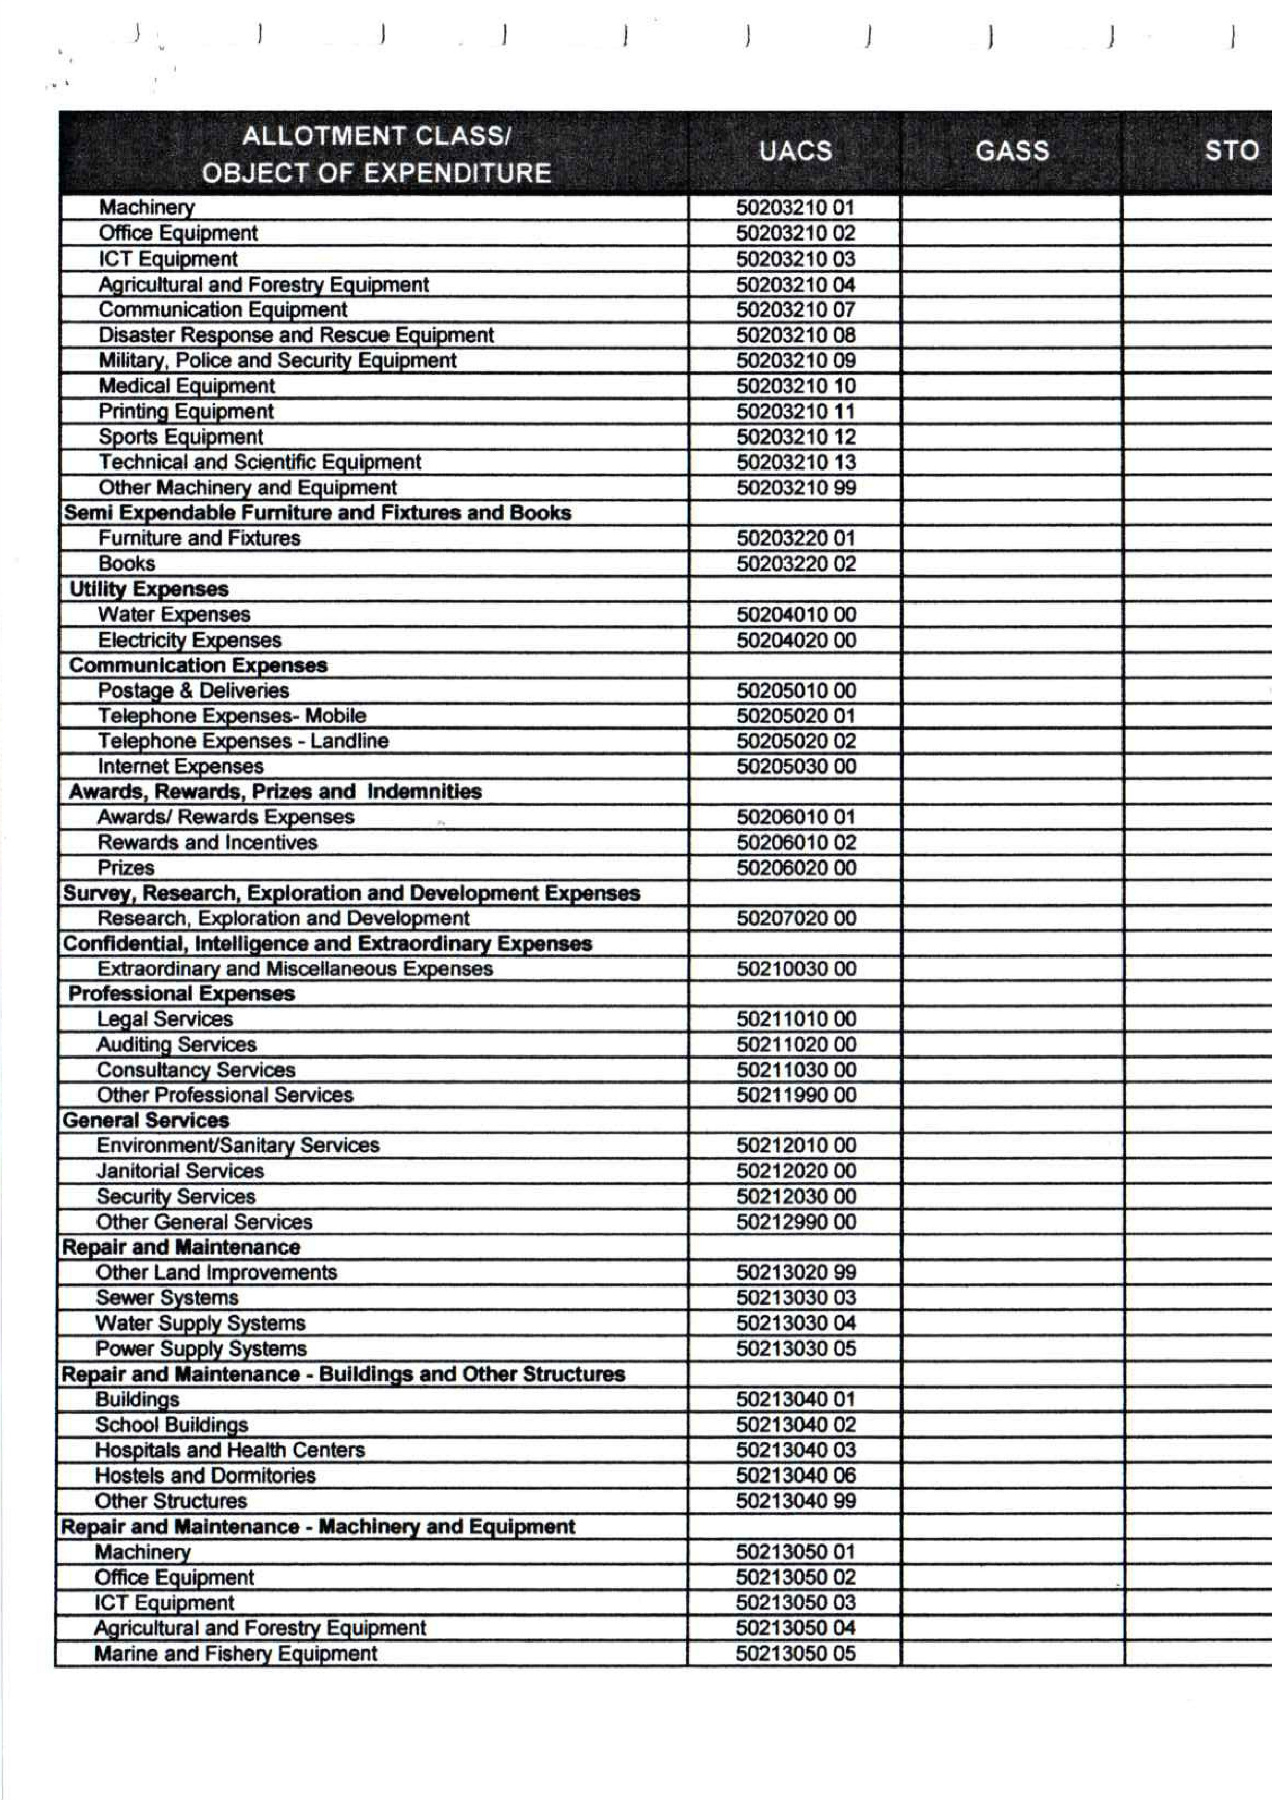 ALLOTMENT CLASS/
OBJECT OF EXPENDITURE UACS GASS STO
Machinery 50203210 01
Office Equipment 50203210 02
ICT Equipment 50203210 03
Agricultural and Forestry Equipment 50203210 04
Communication Equipment 50203210 07
Disaster Response and Rescue Equipment 50203210 08
Military, Police and Security Equipment 50203210 09
Medical Equipment 50203210 10
Printing Equipment 50203210 11
Sports Equipment 50203210 12
Technical and Scientific Equipment 50203210 13
Other Machinery and Equipment 50203210 99
Semi Expendable Furniture and Fixtures and Books
Furniture and Fixtures 50203220 01
Books 50203220 02
Utility Expenses
Water Expenses 50204010 00
Electricity Expenses 50204020 00
Communication Expenses
Postage & Deliveries 50205010 00
Telephone Expenses- Mobile 50205020 01
Telephone Expenses - Landline 50205020 02
Internet Expenses 50205030 00
Awards, Rewards, Prizes and Indemnities
Awards/ Rewards Expenses 50206010 01
Rewards and Incentives 50206010 02
Prizes 50206020 00
Survey, Research, Exploration and Development Expenses
Research, Exploration and Development 50207020 00
Confidential, Intelligence and Extraordinary Expenses
Extraordinary and Miscellaneous Expenses 50210030 00
Professional Expenses
Legal Services 50211010 00
Auditing Services 50211020 00
Consultancy Services 50211030 00
Other Professional Services 50211990 00
General Services
Environment/Sanitary Services 50212010 00
Janitorial Services 50212020 00
Security Services 50212030 00
Other General Services 50212990 00
Repair and Maintenance
Other Land Improvements 50213020 99
Sewer Systems 50213030 03
Water Supply Systems 50213030 04
Power Supply Systems 50213030 05
Repair and Maintenance - Buildings and Other Structures
Buildings 50213040 01
School Buildings 50213040 02
Hospitals and Health Centers 50213040 03
Hostels and Dormitories 50213040 06
Other Structures 50213040 99
Repair and Maintenance - Machinery and Equipment
Machinery 50213050 01
Office Equipment 50213050 02
ICT Equipment 50213050 03
Agricultural and Forestry Equipment 50213050 04
Marine and Fishery Equipment 50213050 05